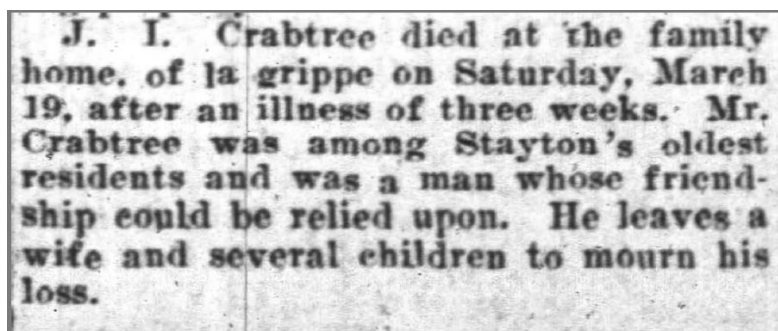 J. I. Crabtree died at the family
home, of la grippe on Saturday, March
19, after an illness of three weeks. Mr.
Crabtree was among Stayton's oldest
residents and was a man whose friend-
ship could be relied upon. He leaves a
wife and several children to mourn his
loss.